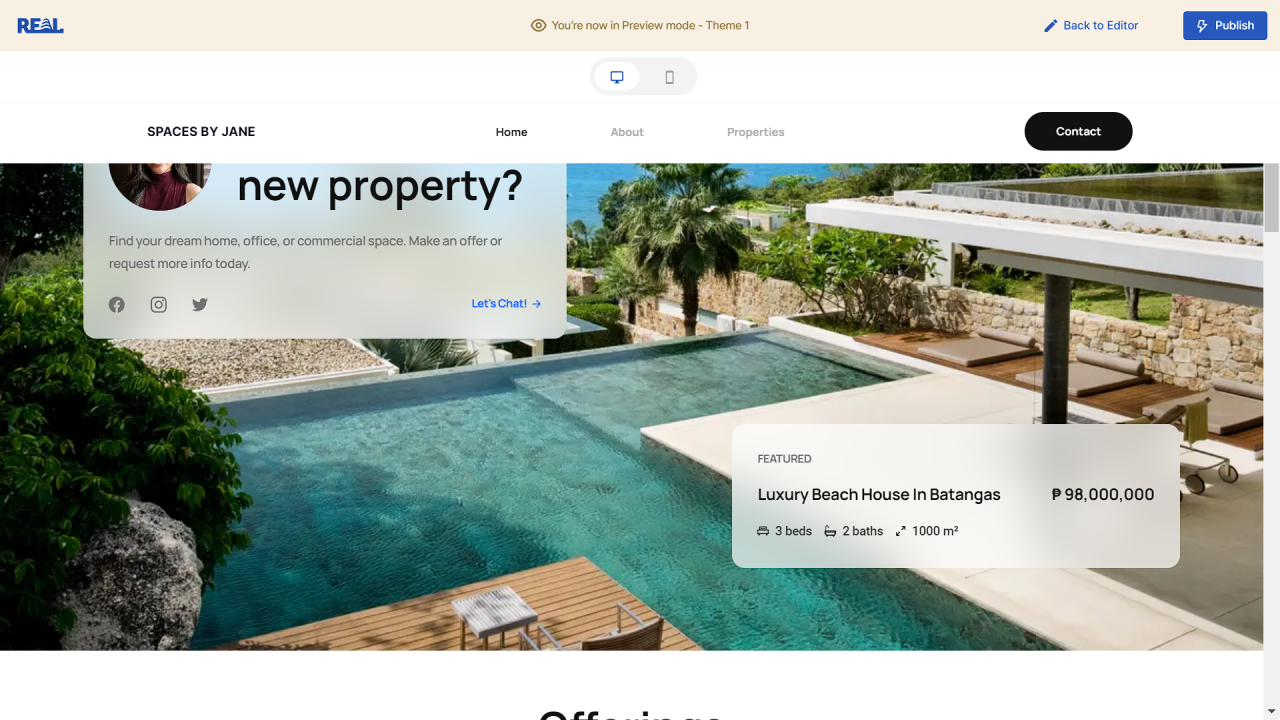 REAL
You're now in Preview mode - Theme 1
Back to Editor
Publish
SPACES BY JANE
Home
About
Properties
Contact
new property?
Find your dream home, office, or commercial space. Make an offer or
request more info today.
Let's Chat!
FEATURED
Luxury Beach House In Batangas
₱ 98,000,000
3 beds
2 baths
1000 m²
Offerings